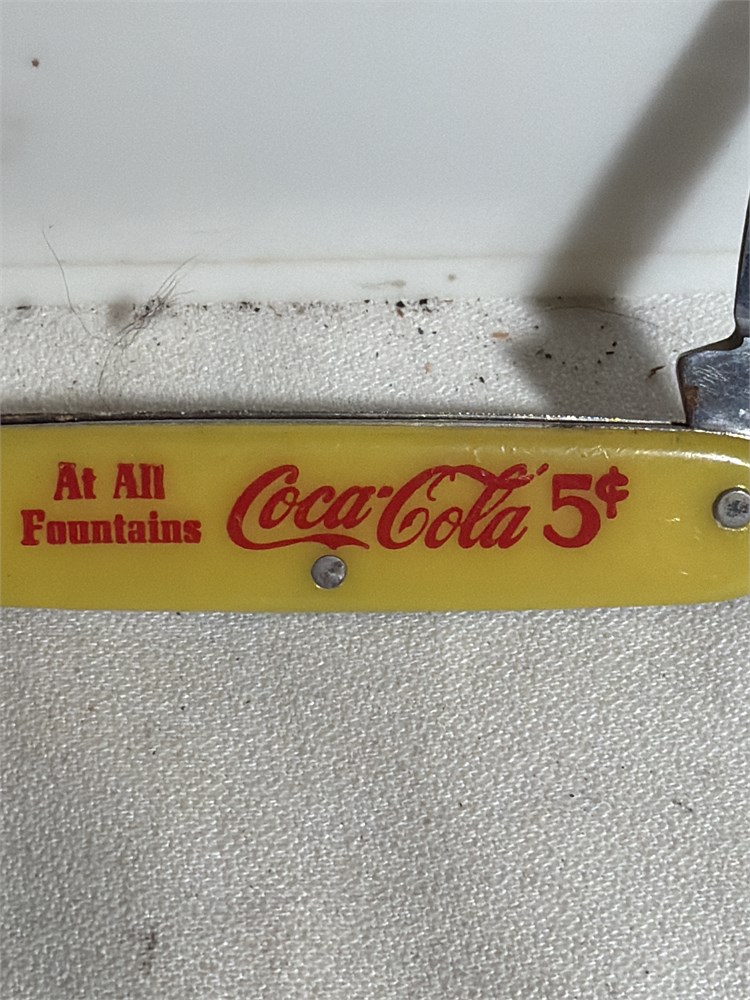 At All
Fountains
Coca-Cola 5¢